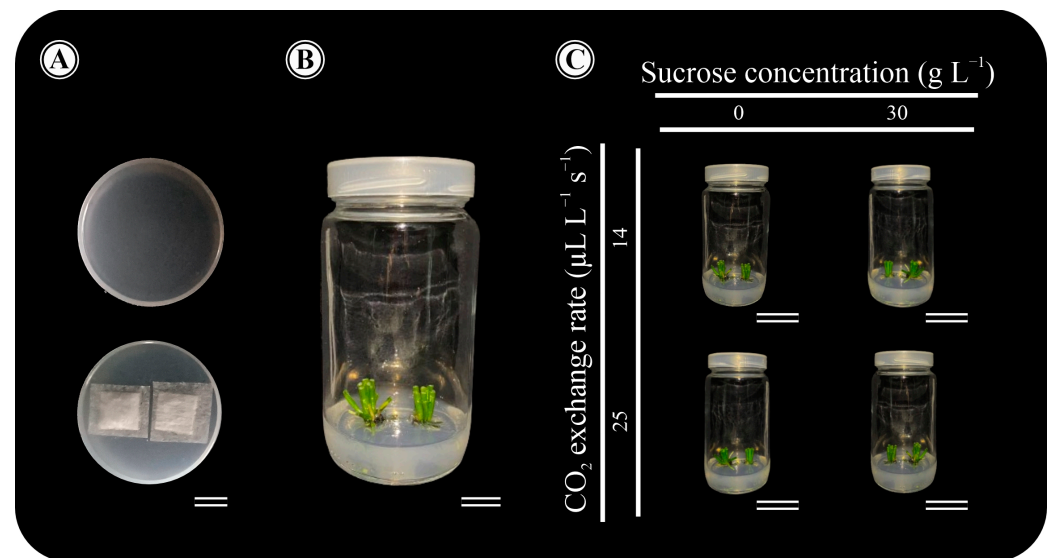 A
B
C
Sucrose concentration (g L⁻¹)
0
30
CO₂ exchange rate (µL L⁻¹ s⁻¹)
14
25